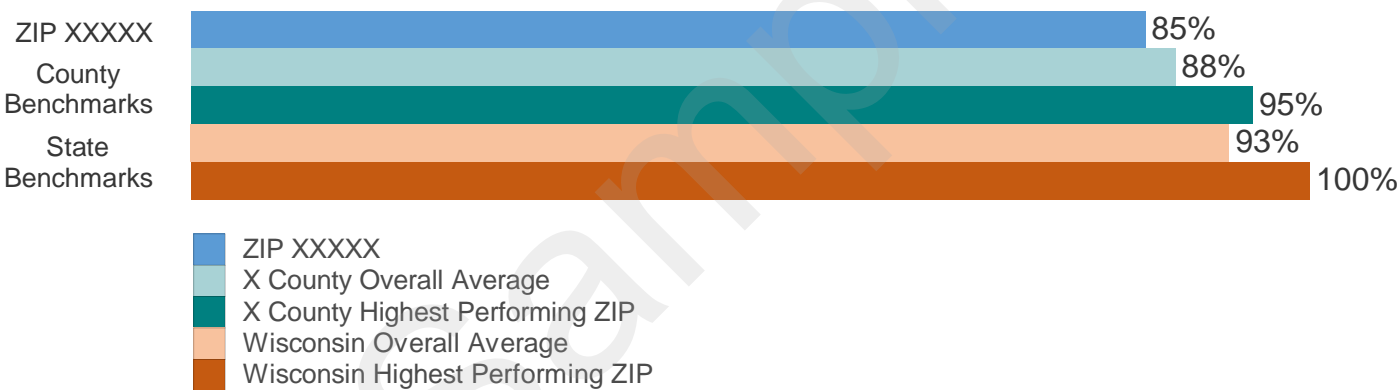 ZIP XXXXX
85%
County
Benchmarks
88%
95%
State
Benchmarks
93%
100%
ZIP XXXXX
X County Overall Average
X County Highest Performing ZIP
Wisconsin Overall Average
Wisconsin Highest Performing ZIP
Sampl